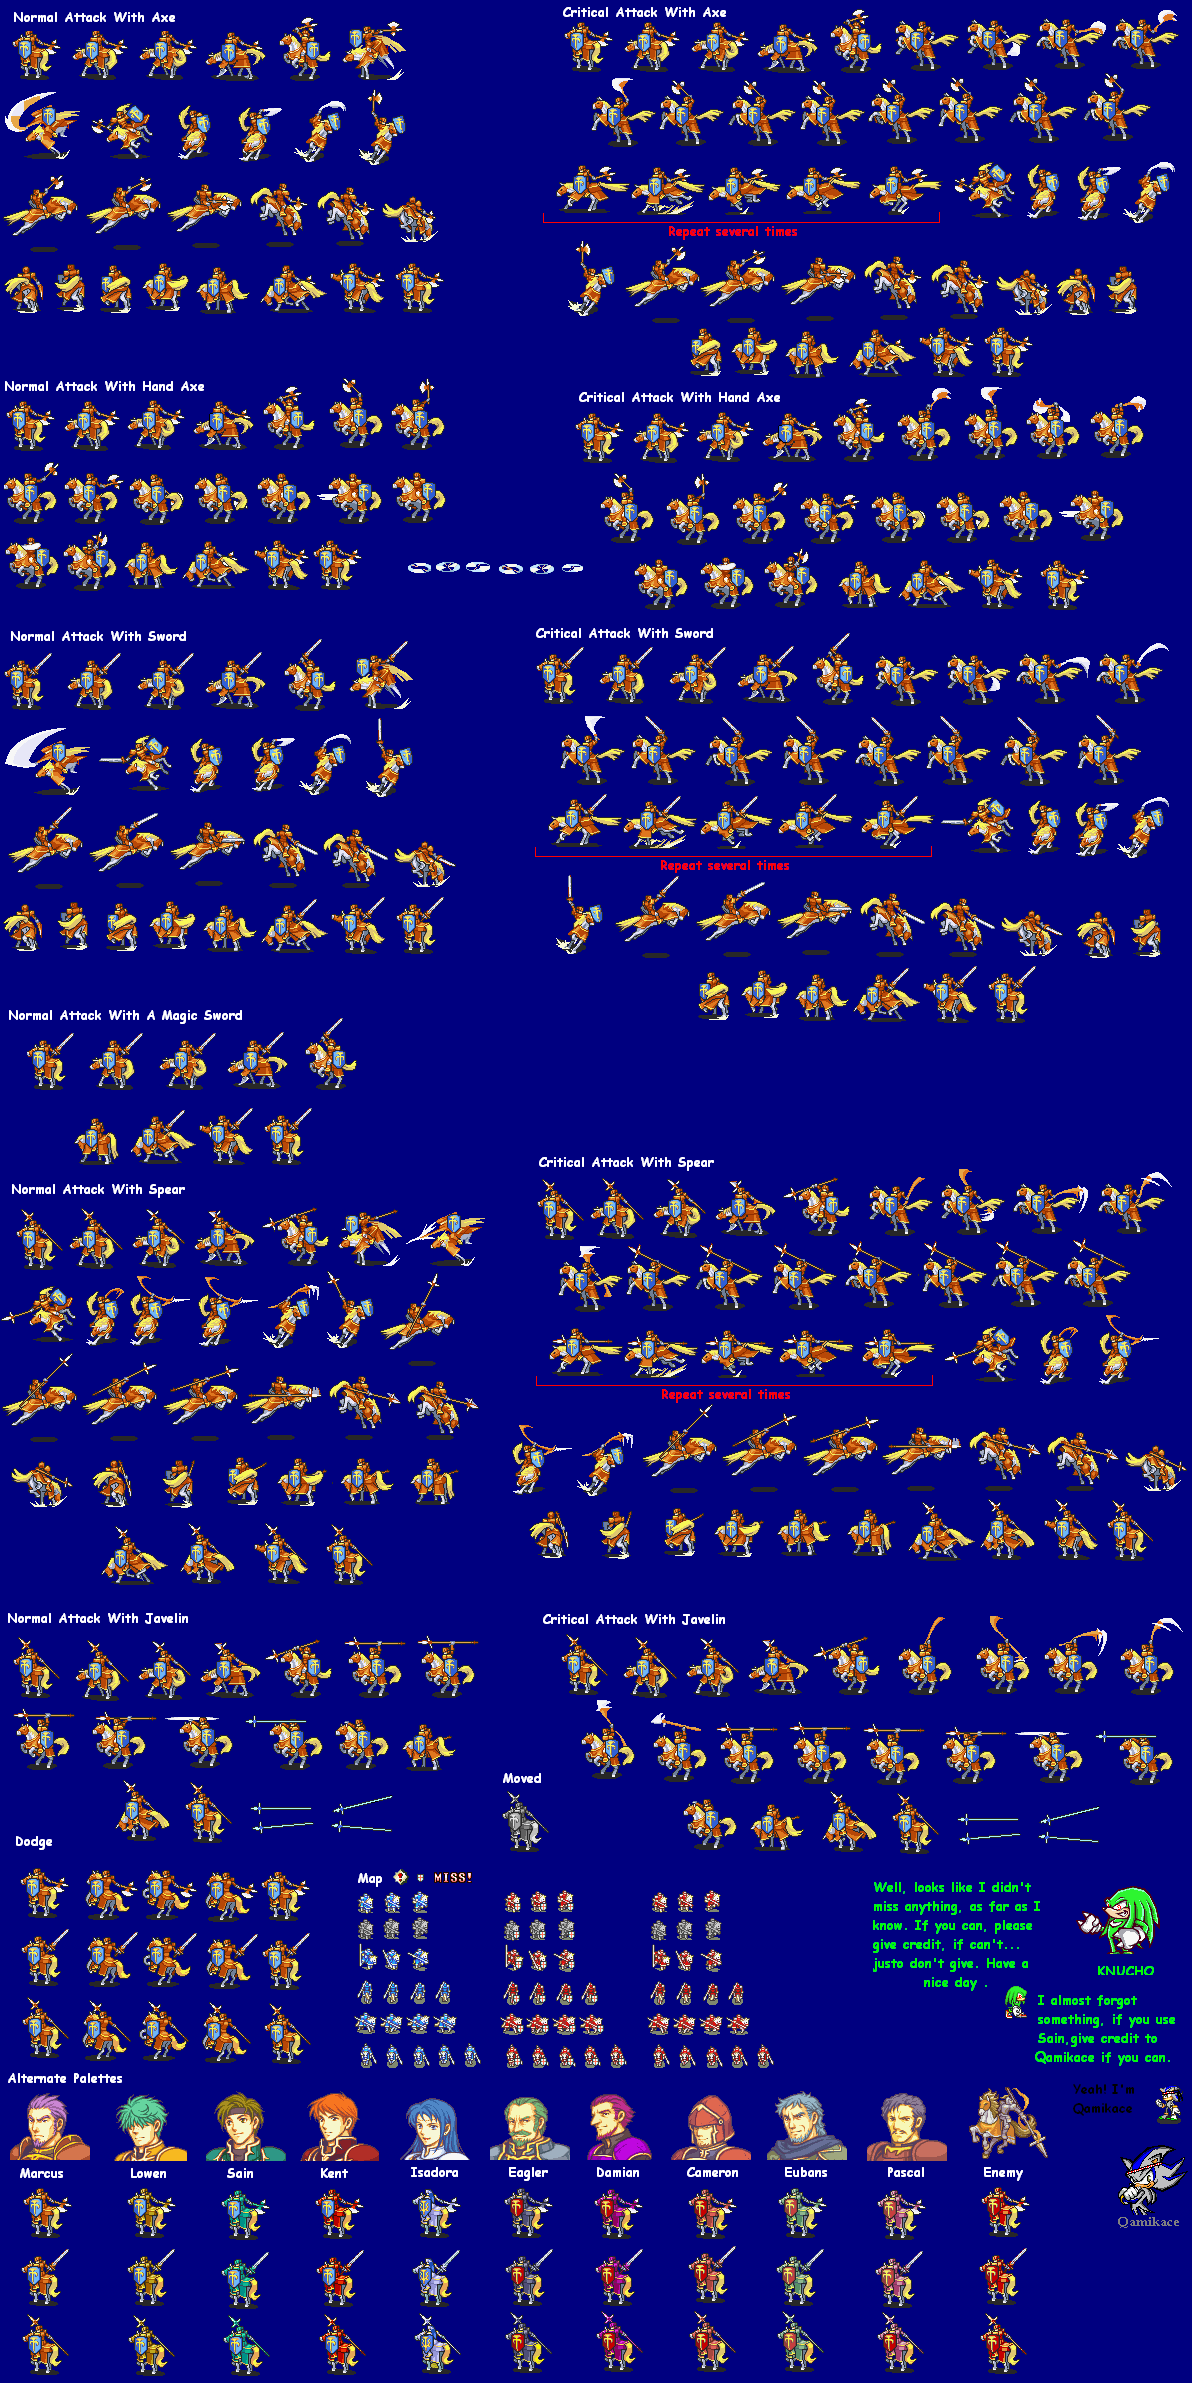 Normal Attack With Axe
Critical Attack With Axe
Repeat several times
Normal Attack With Hand Axe
Critical Attack With Hand Axe
Normal Attack With Sword
Critical Attack With Sword
Repeat several times
Normal Attack With A Magic Sword
Critical Attack With Spear
Normal Attack With Spear
Repeat several times
Normal Attack With Javelin
Critical Attack With Javelin
Moved
Dodge
Map
MISS!
Well, looks like I didn't
miss anything, as far as I
know. If you can, please
give credit, if can't...
justo don't give. Have a
nice day .
KNUCHO
I almost forgot
something, if you use
Sain,give credit to
Qamikace if you can.
Alternate Palettes
Yeah! I'm
Qamikace
Marcus
Lowen
Sain
Kent
Isadora
Eagler
Damian
Cameron
Eubans
Pascal
Enemy
Qamikace